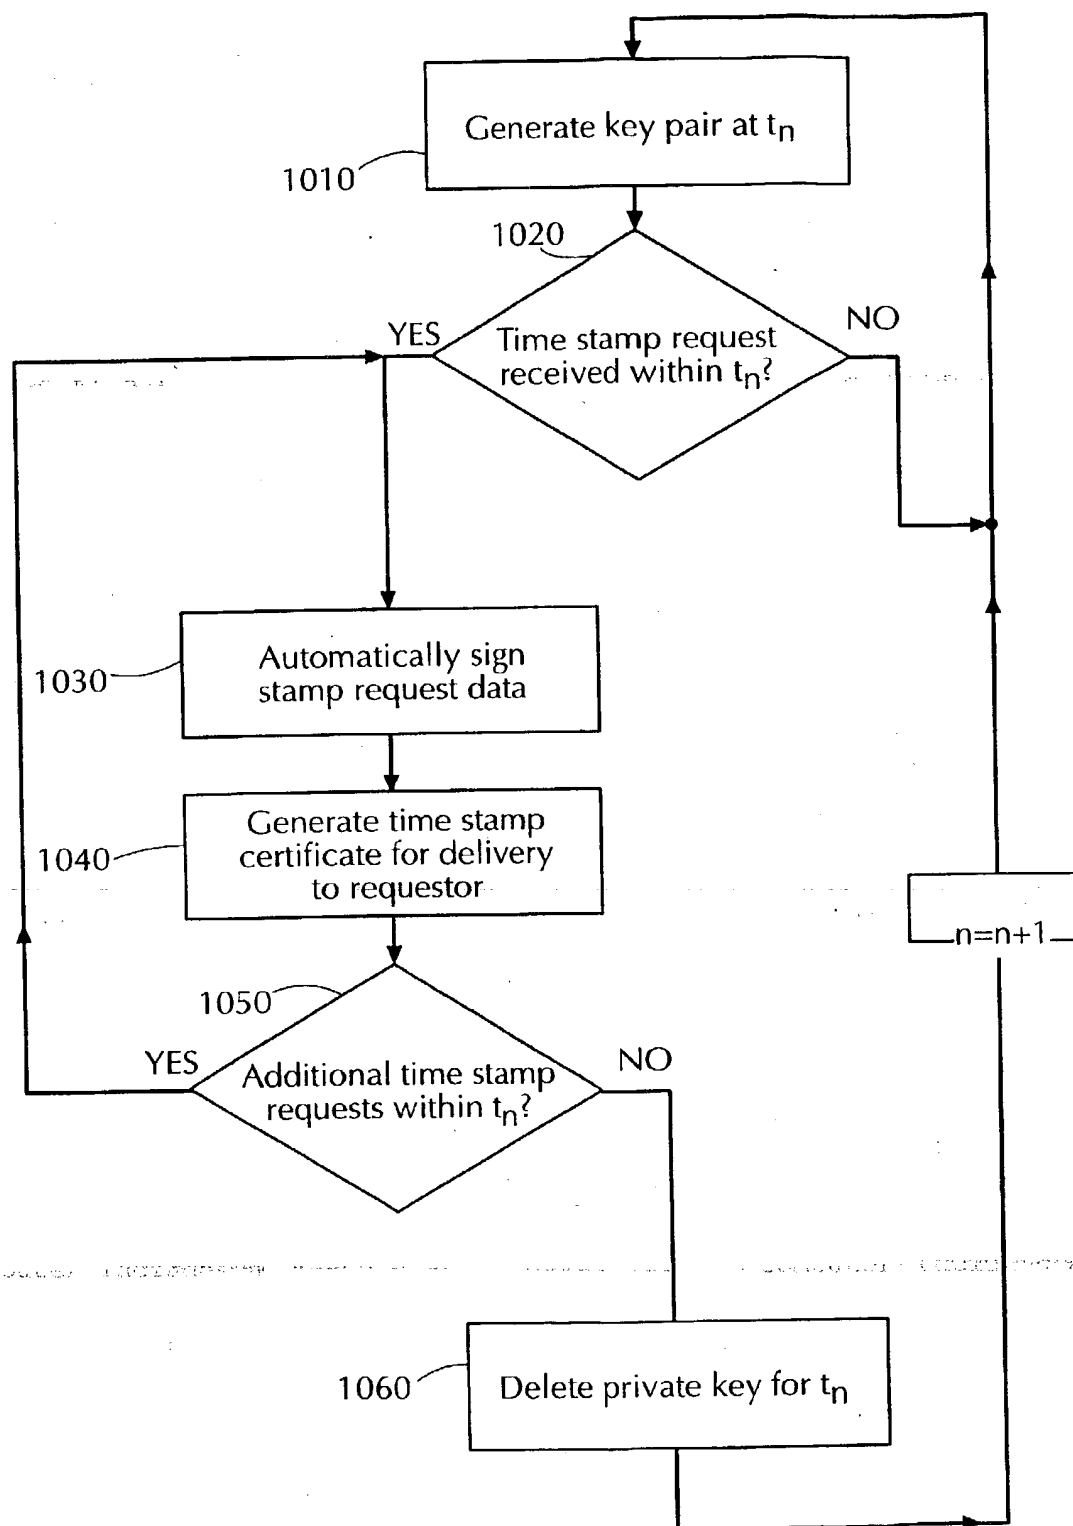 Generate key pair at tn
1010
1020
YES
NO
Time stamp request
received within tn?
Automatically sign
stamp request data
1030
Generate time stamp
certificate for delivery
to requestor
1040
n=n+1
1050
YES
NO
Additional time stamp
requests within tn?
1060
Delete private key for tn